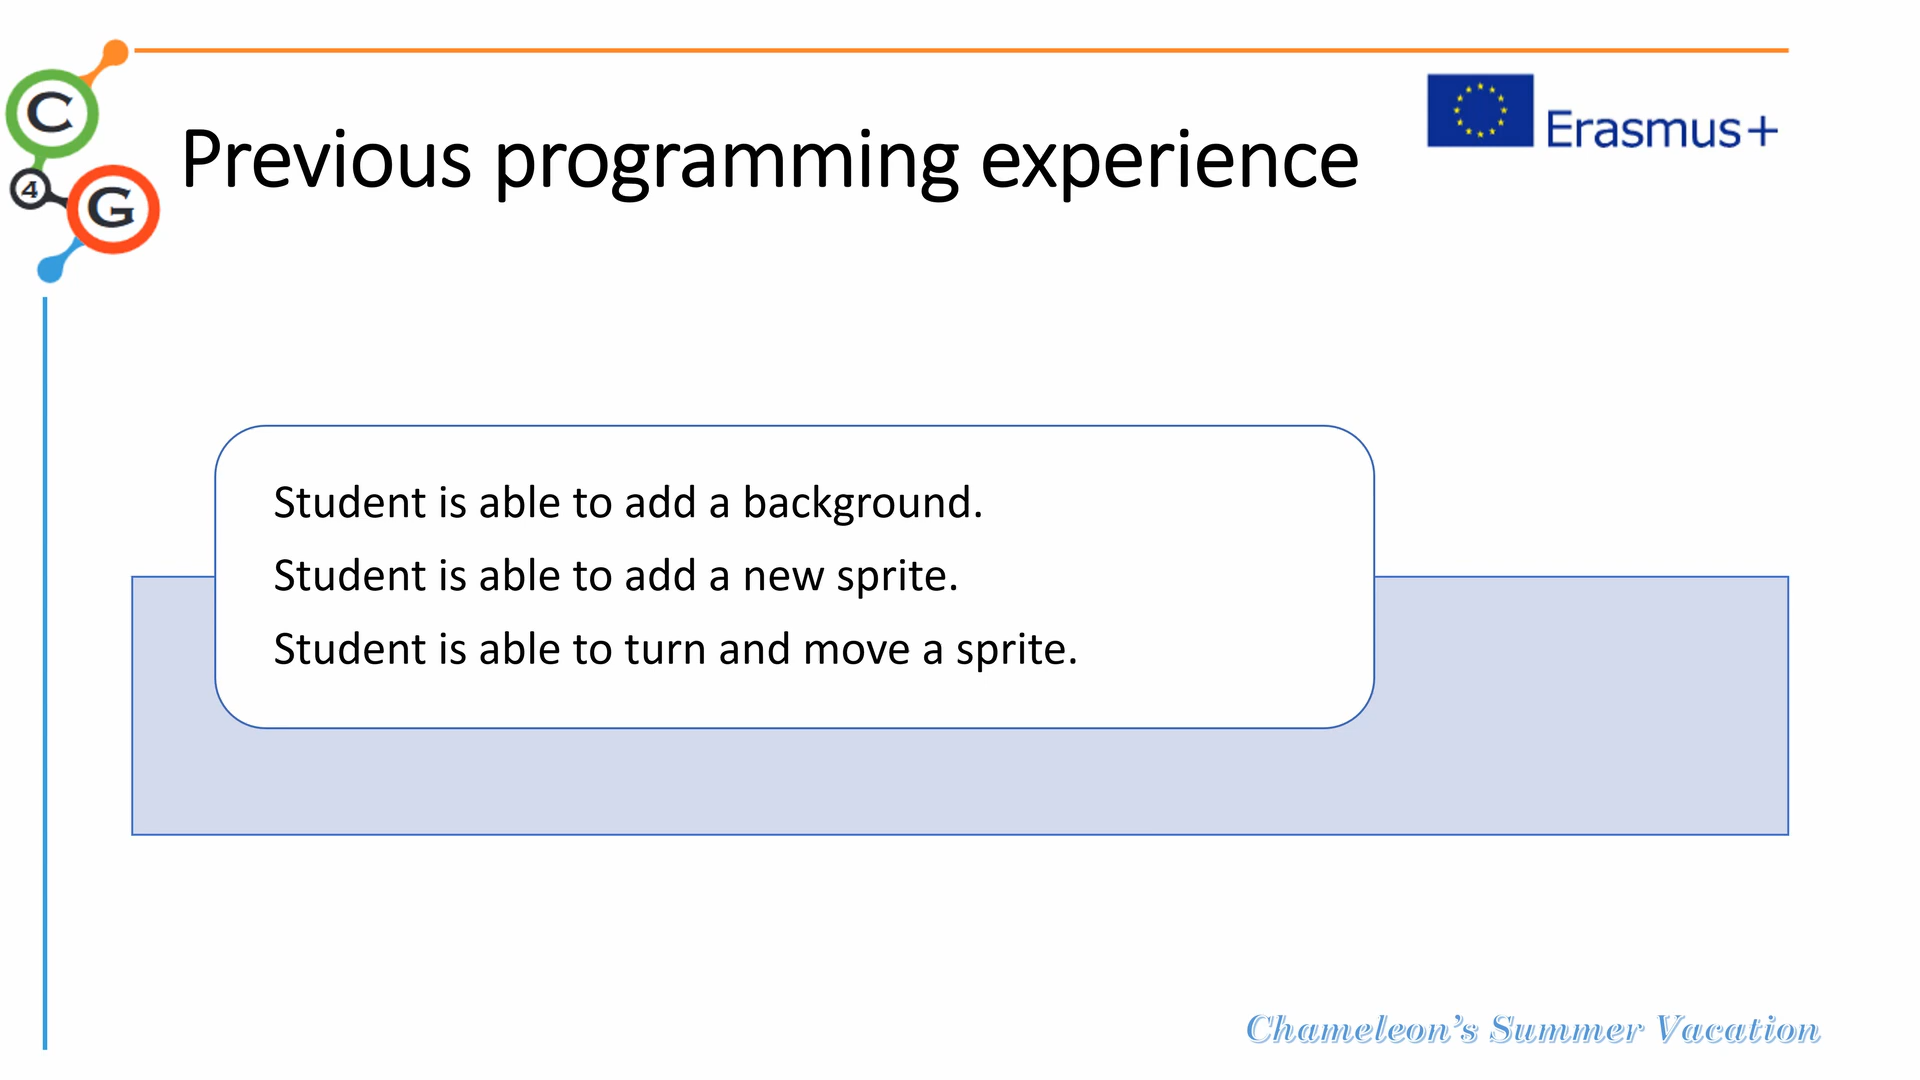 C
4
G
Previous programming experience
Erasmus+
Student is able to add a background.
Student is able to add a new sprite.
Student is able to turn and move a sprite.
Chameleon’s Summer Vacation